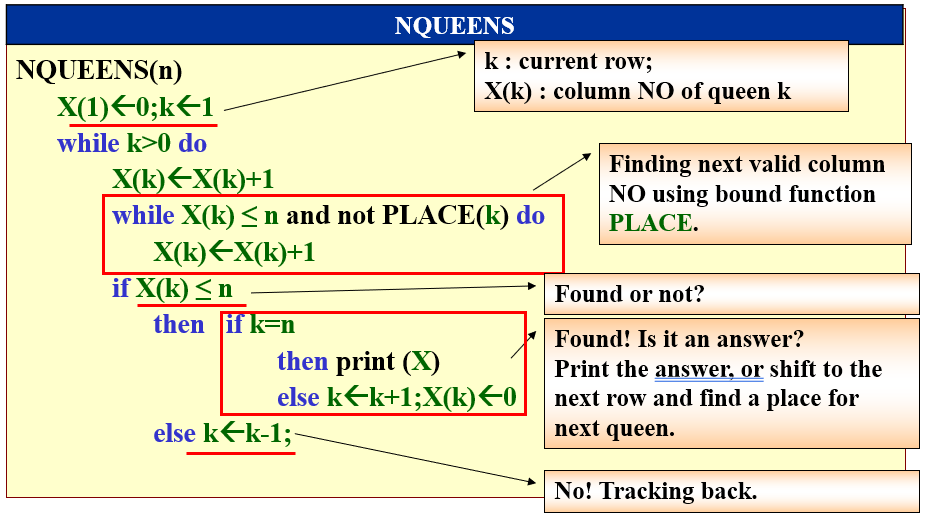 NQUEENS
NQUEENS(n)
X(1)←0;k←1
k : current row;
X(k) : column NO of queen k
while k>0 do
X(k)←X(k)+1
while X(k) ≤ n and not PLACE(k) do
X(k)←X(k)+1
Finding next valid column
NO using bound function
PLACE.
if X(k) ≤ n
Found or not?
then if k=n
then print (X)
else k←k+1;X(k)←0
Found! Is it an answer?
Print the answer, or shift to the
next row and find a place for
next queen.
else k←k-1;
No! Tracking back.